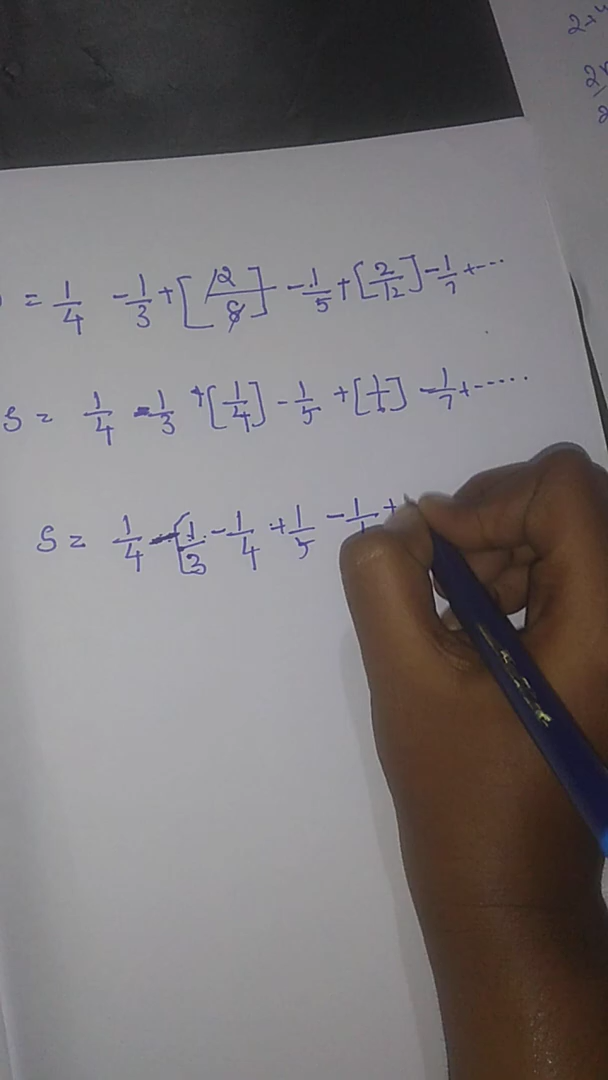 = 1/4 - 1/3 + [2/8] - 1/5 + [2/12] - 1/7 + ...
S = 1/4 - 1/3 + [1/4] - 1/5 + [1/6] - 1/7 + .....
S = 1/4 - [1/3 - 1/4 + 1/5 - 1/ +